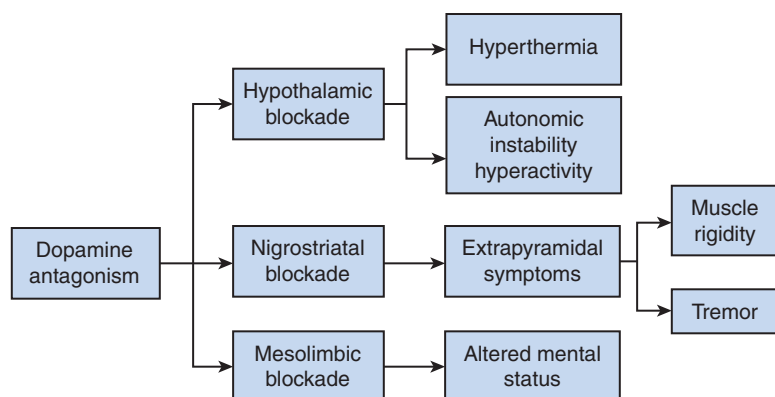 Hyperthermia
Hypothalamic
blockade
Autonomic
instability
hyperactivity
Dopamine
antagonism
Nigrostriatal
blockade
Extrapyramidal
symptoms
Muscle
rigidity
Tremor
Mesolimbic
blockade
Altered mental
status